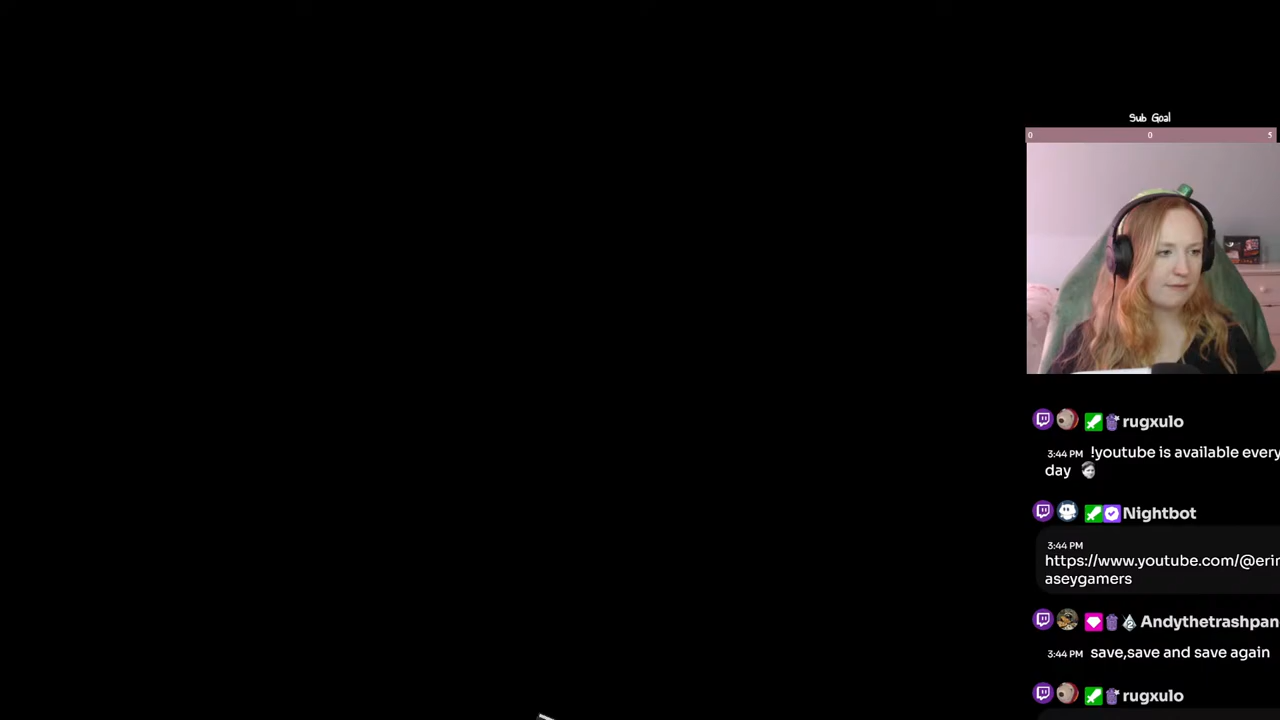 Sub Goal
0 0 5
rugxulo
3:44 PM !youtube is available every
day
Nightbot
3:44 PM
https://www.youtube.com/@erin
aseygamers
Andythetrashpan
3:44 PM save,save and save again
rugxulo